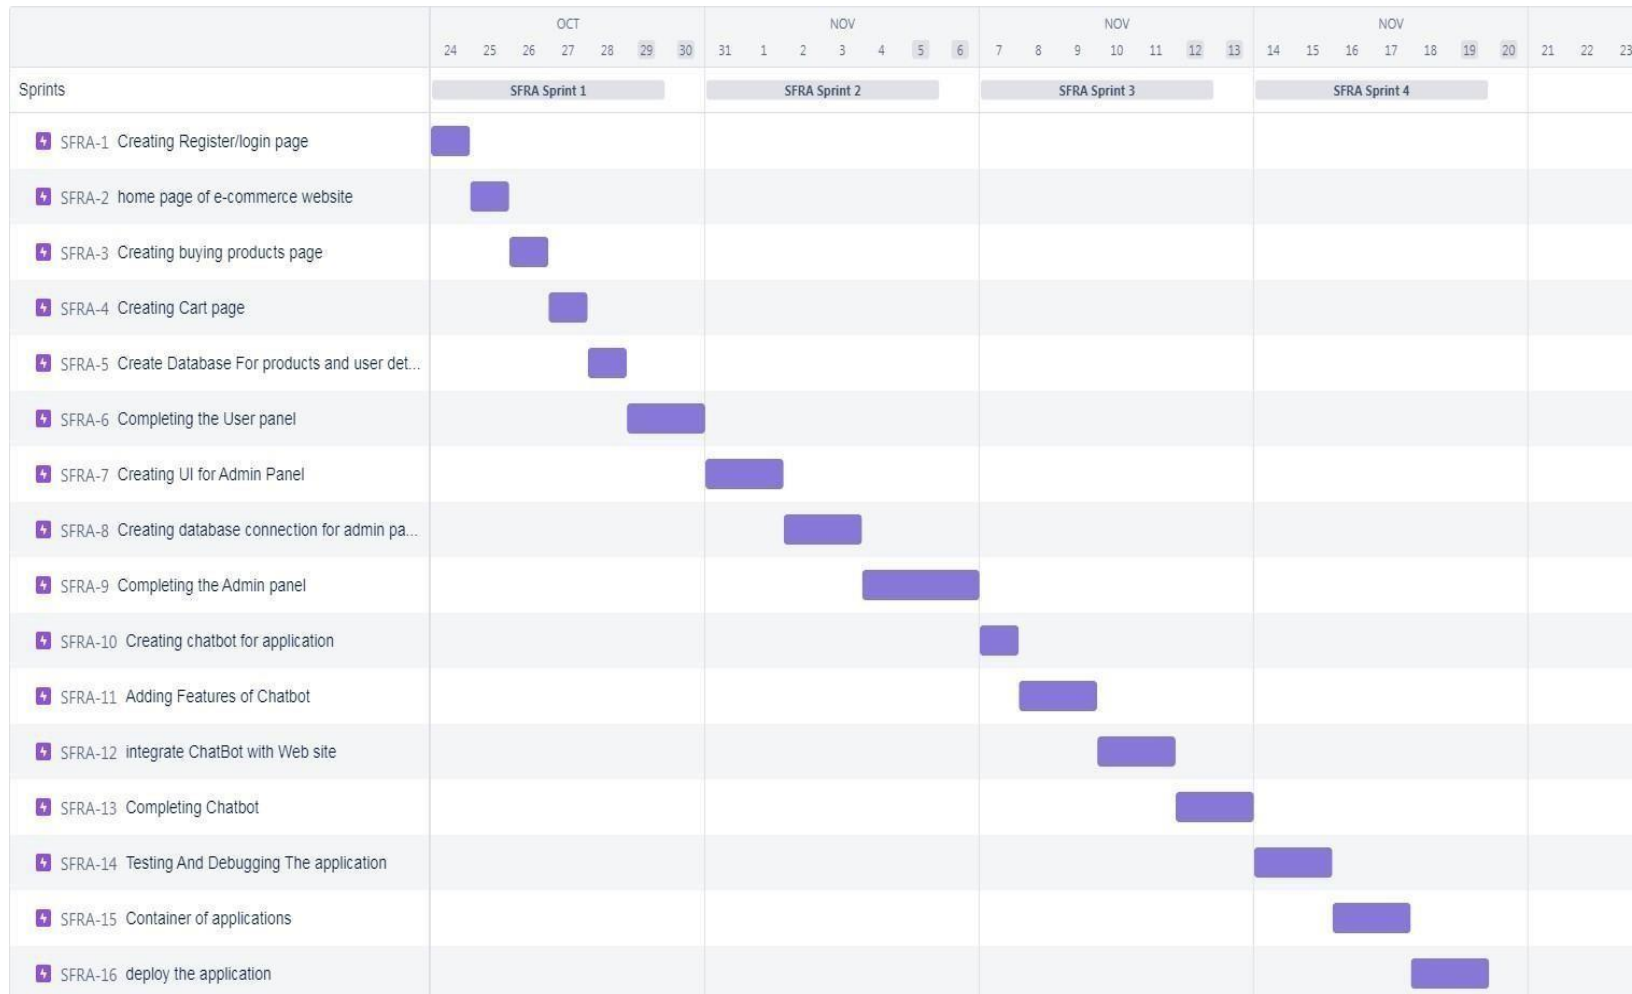 OCT NOV NOV NOV
24 25 26 27 28 29 30 31 1 2 3 4 5 6 7 8 9 10 11 12 13 14 15 16 17 18 19 20 21 22 23
Sprints SFRA Sprint 1 SFRA Sprint 2 SFRA Sprint 3 SFRA Sprint 4
SFRA-1 Creating Register/login page
SFRA-2 home page of e-commerce website
SFRA-3 Creating buying products page
SFRA-4 Creating Cart page
SFRA-5 Create Database For products and user det...
SFRA-6 Completing the User panel
SFRA-7 Creating UI for Admin Panel
SFRA-8 Creating database connection for admin pa...
SFRA-9 Completing the Admin panel
SFRA-10 Creating chatbot for application
SFRA-11 Adding Features of Chatbot
SFRA-12 integrate ChatBot with Web site
SFRA-13 Completing Chatbot
SFRA-14 Testing And Debugging The application
SFRA-15 Container of applications
SFRA-16 deploy the application